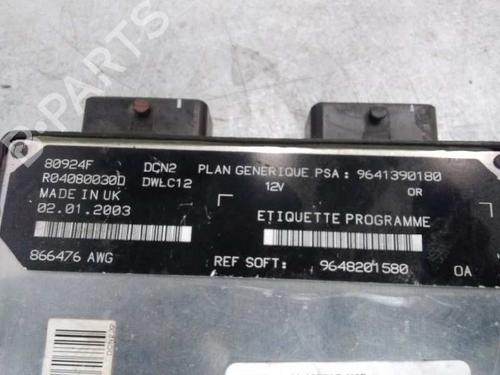 80924F DCN2 PLAN GENERIQUE PSA : 9641390180
R04080030D DWLC12 12V OR
MADE IN UK
02.01.2003 ETIQUETTE PROGRAMME
866476 AWG REF SOFT: 9648201580 OA